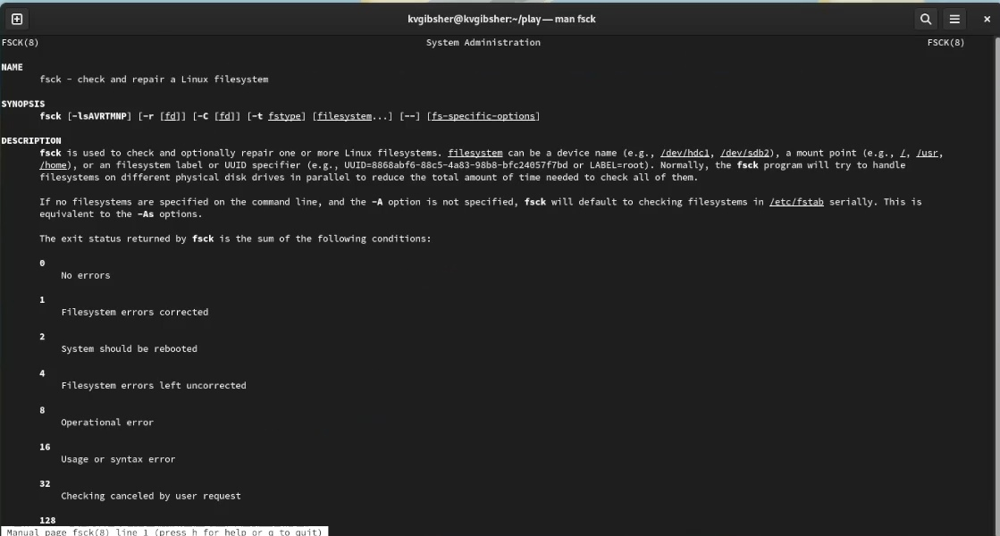 kvgibsher@kvgibsher:~/play — man fsck
FSCK(8) System Administration FSCK(8)
NAME
fsck - check and repair a Linux filesystem
SYNOPSIS
fsck [-lsAVRTMNP] [-r [fd]] [-C [fd]] [-t fstype] [filesystem...] [--] [fs-specific-options]
DESCRIPTION
fsck is used to check and optionally repair one or more Linux filesystems. filesystem can be a device name (e.g., /dev/hdc1, /dev/sdb2), a mount point (e.g., /, /usr,
/home), or an filesystem label or UUID specifier (e.g., UUID=8868abf6-88c5-4a83-98b8-bfc24057f7bd or LABEL=root). Normally, the fsck program will try to handle
filesystems on different physical disk drives in parallel to reduce the total amount of time needed to check all of them.
If no filesystems are specified on the command line, and the -A option is not specified, fsck will default to checking filesystems in /etc/fstab serially. This is
equivalent to the -As options.
The exit status returned by fsck is the sum of the following conditions:
0
No errors
1
Filesystem errors corrected
2
System should be rebooted
4
Filesystem errors left uncorrected
8
Operational error
16
Usage or syntax error
32
Checking canceled by user request
128
Manual page fsck(8) line 1 (press h for help or q to quit)